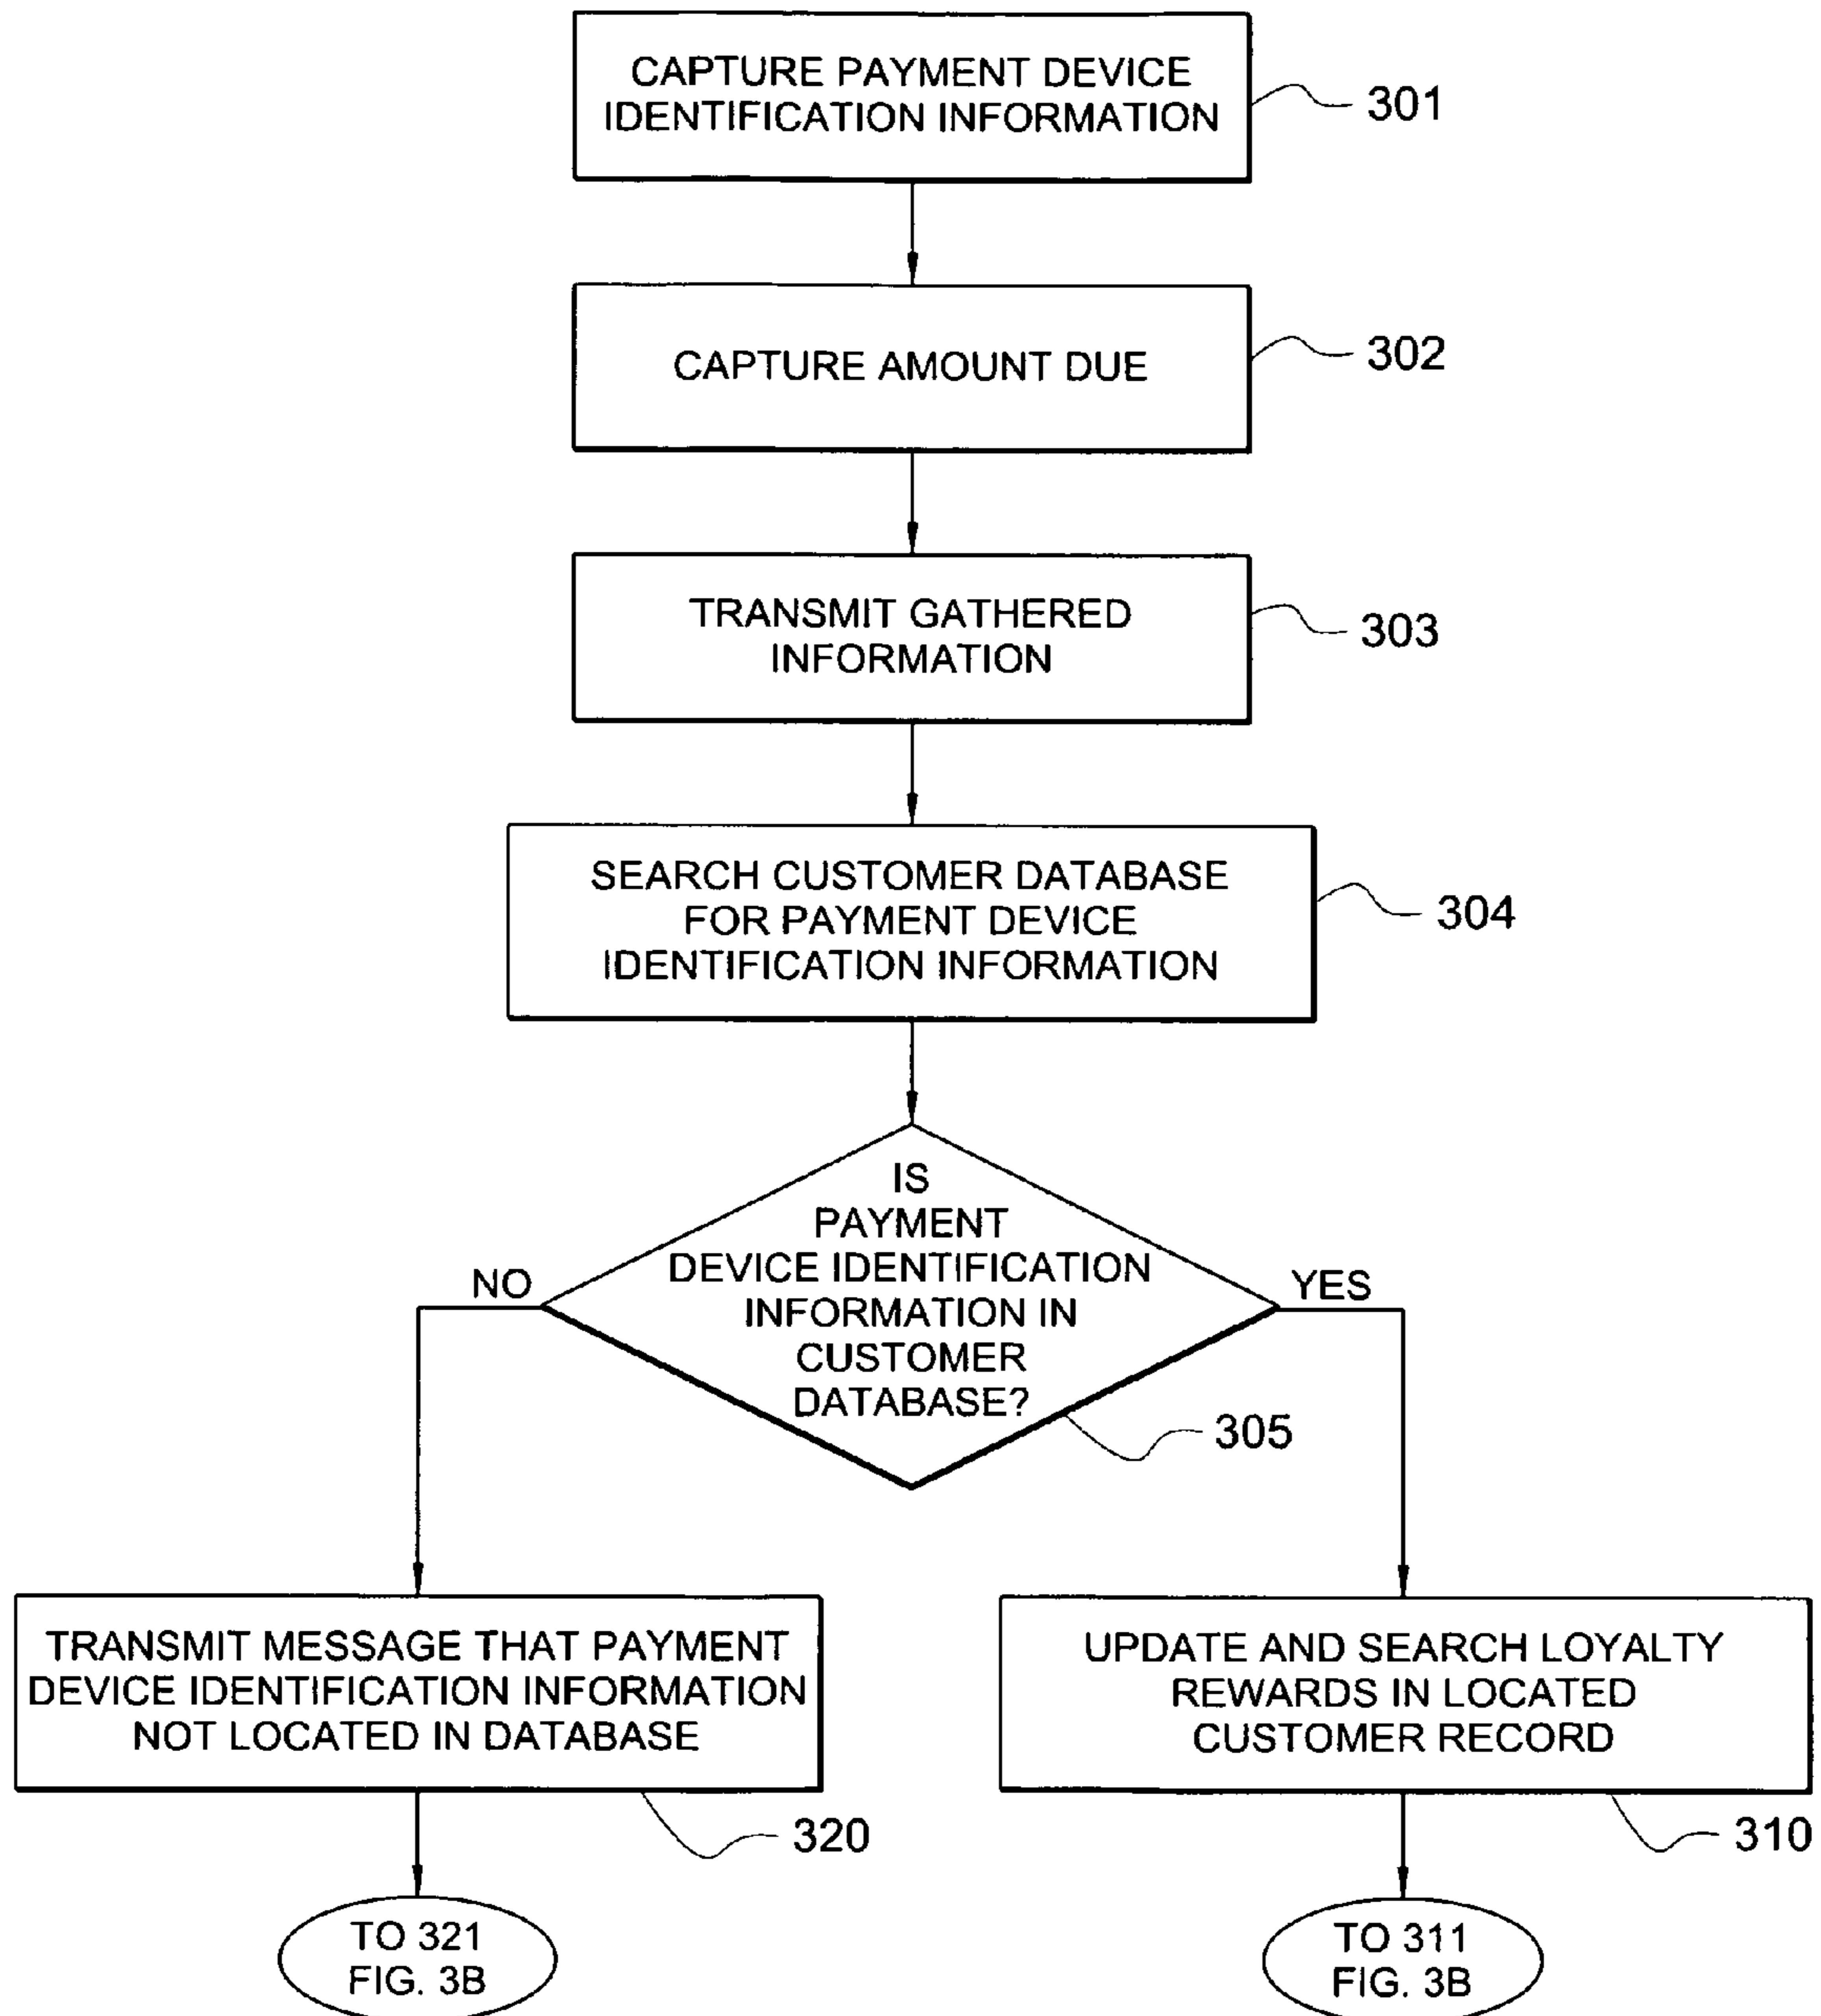 CAPTURE PAYMENT DEVICE
IDENTIFICATION INFORMATION
301
CAPTURE AMOUNT DUE
302
TRANSMIT GATHERED
INFORMATION
303
SEARCH CUSTOMER DATABASE
FOR PAYMENT DEVICE
IDENTIFICATION INFORMATION
304
IS
PAYMENT
DEVICE IDENTIFICATION
INFORMATION IN
CUSTOMER
DATABASE?
NO
YES
305
TRANSMIT MESSAGE THAT PAYMENT
DEVICE IDENTIFICATION INFORMATION
NOT LOCATED IN DATABASE
320
UPDATE AND SEARCH LOYALTY
REWARDS IN LOCATED
CUSTOMER RECORD
310
TO 321
FIG. 3B
TO 311
FIG. 3B